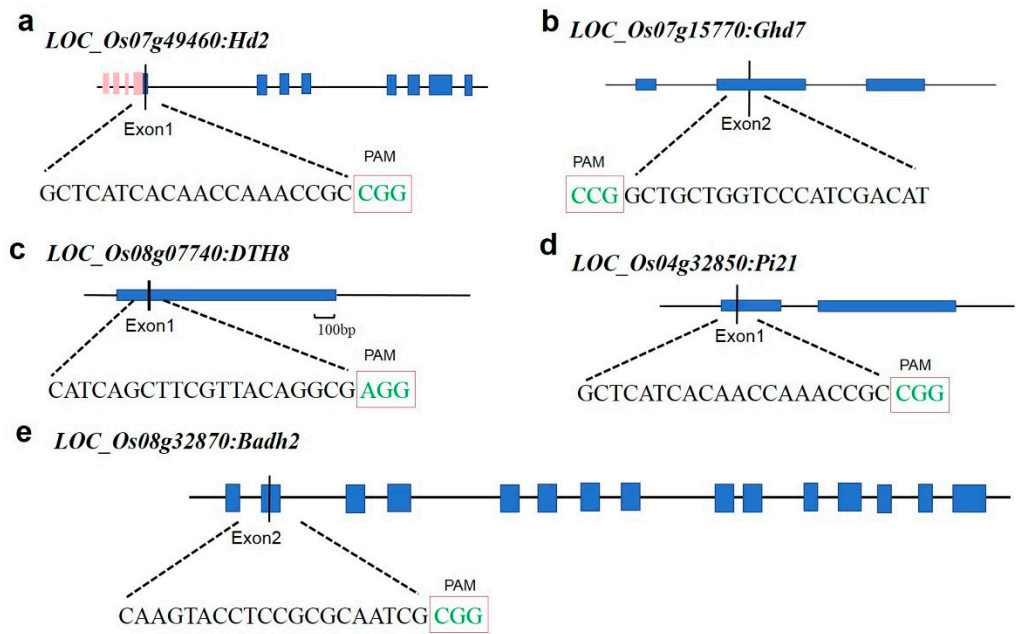 a
LOC_Os07g49460:Hd2
Exon1
PAM
GCTCATCACAACCAAACCGC CGG
b
LOC_Os07g15770:Ghd7
Exon2
PAM
CCG GCTGCTGGTCCCATCGACAT
c
LOC_Os08g07740:DTH8
Exon1
100bp
PAM
CATCAGCTTCGTTACAGGCG AGG
d
LOC_Os04g32850:Pi21
Exon1
PAM
GCTCATCACAACCAAACCGC CGG
e
LOC_Os08g32870:Badh2
Exon2
PAM
CAAGTACCTCCGCGCAATCG CGG